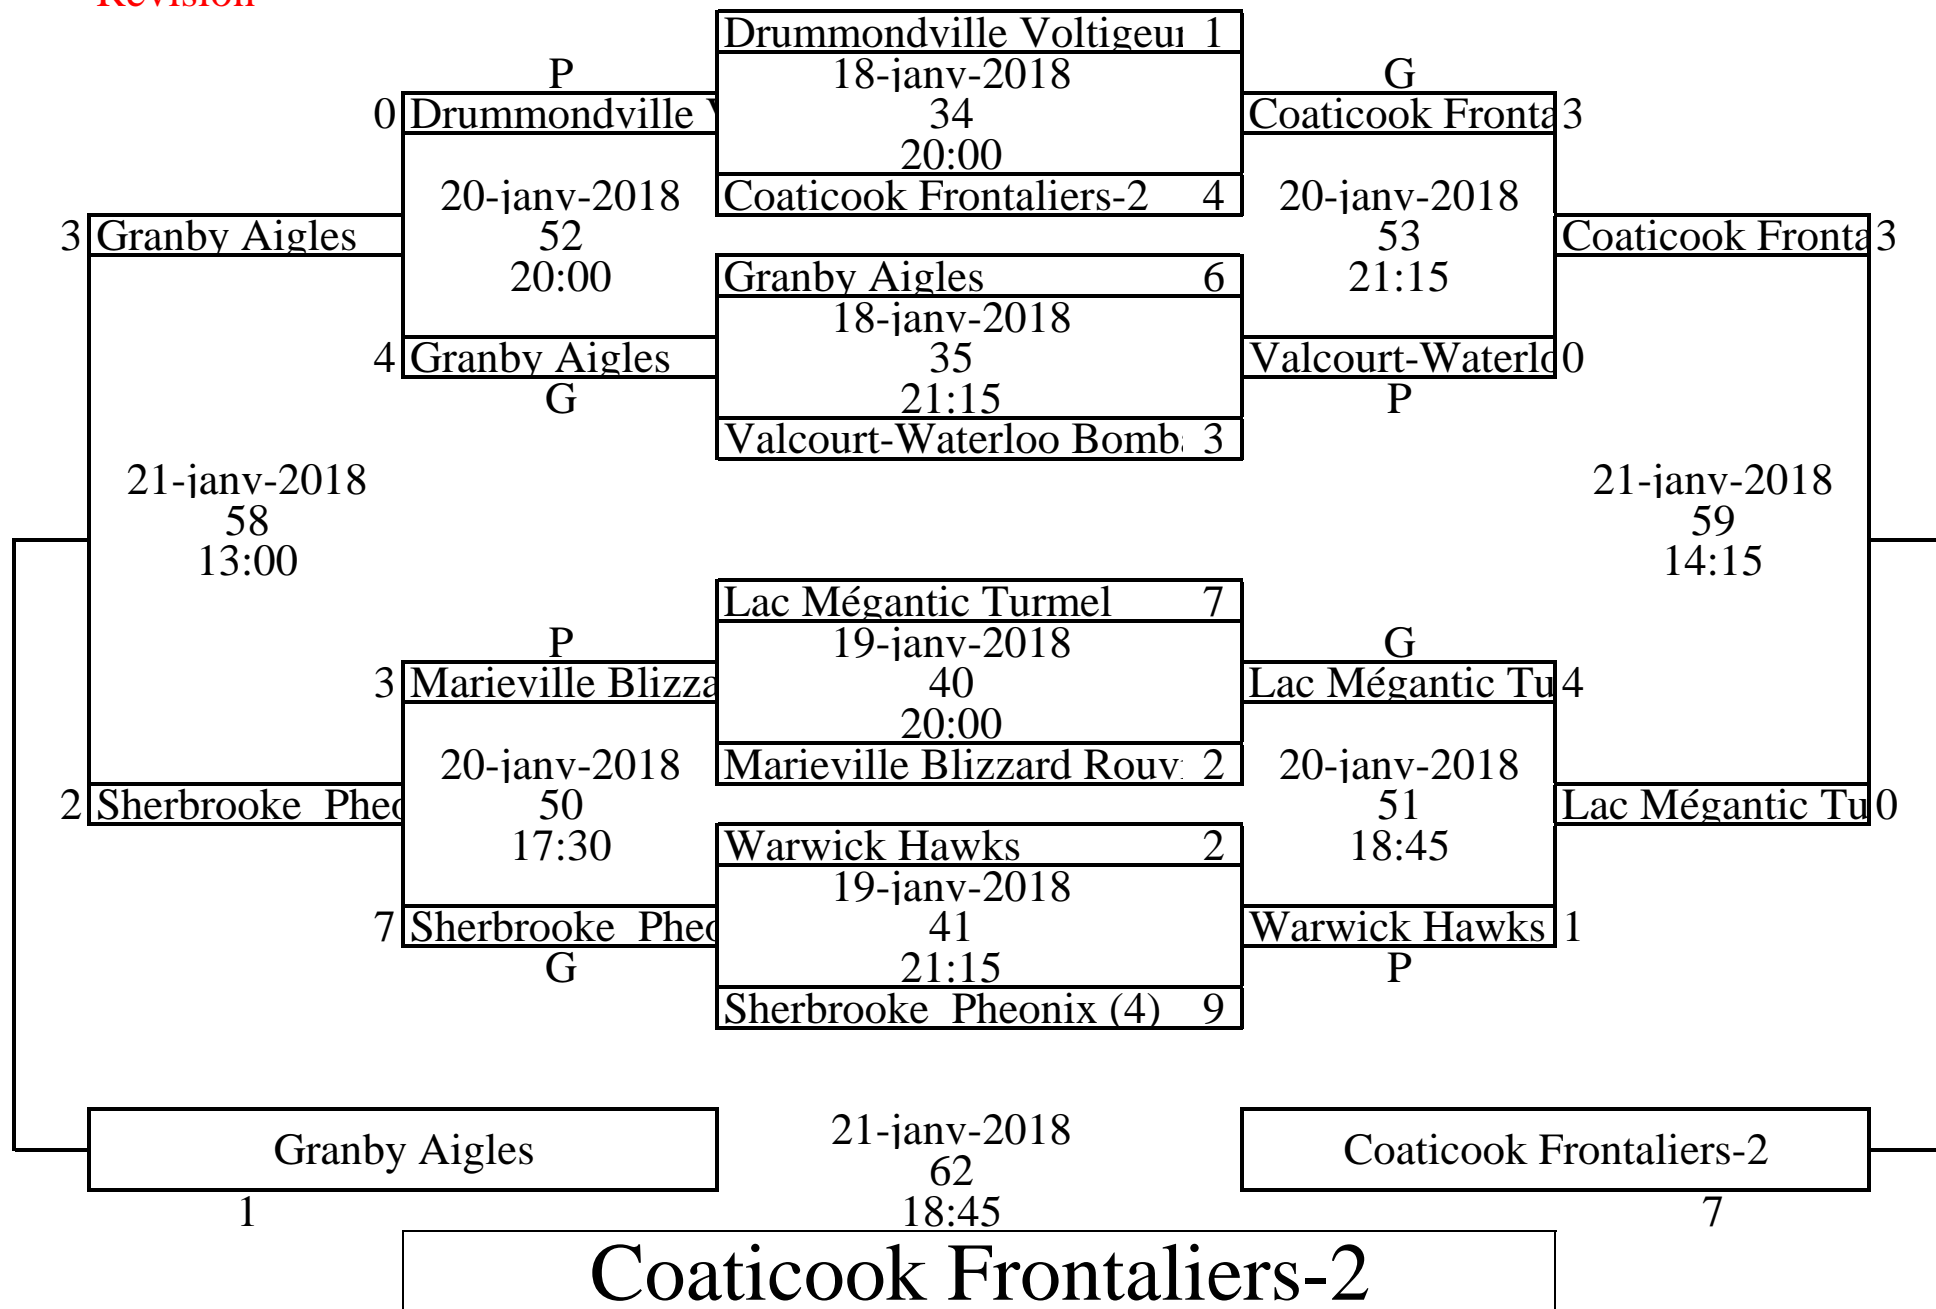 Révision
Drummondville Voltigeur 1
P 18-janv-2018 G
0 Drummondville 34 Coaticook Fronta 3
20:00
20-janv-2018 Coaticook Frontaliers-2 4 20-janv-2018
3 Granby Aigles 52 53 Coaticook Fronta 3
20:00 Granby Aigles 6 21:15
18-janv-2018
4 Granby Aigles 35 Valcourt-Waterlo 0
G 21:15 P
Valcourt-Waterloo Bomb 3
21-janv-2018 21-janv-2018
58 59
13:00 14:15
Lac Mégantic Turmel 7
P 19-janv-2018 G
3 Marieville Blizza 40 Lac Mégantic Tu 4
20:00
20-janv-2018 Marieville Blizzard Rouv 2 20-janv-2018
2 Sherbrooke Pheo 50 51 Lac Mégantic Tu 0
17:30 Warwick Hawks 2 18:45
19-janv-2018
7 Sherbrooke Pheo 41 Warwick Hawks 1
G 21:15 P
Sherbrooke Pheonix (4) 9
21-janv-2018
Granby Aigles 62 Coaticook Frontaliers-2
1 18:45 7
Coaticook Frontaliers-2